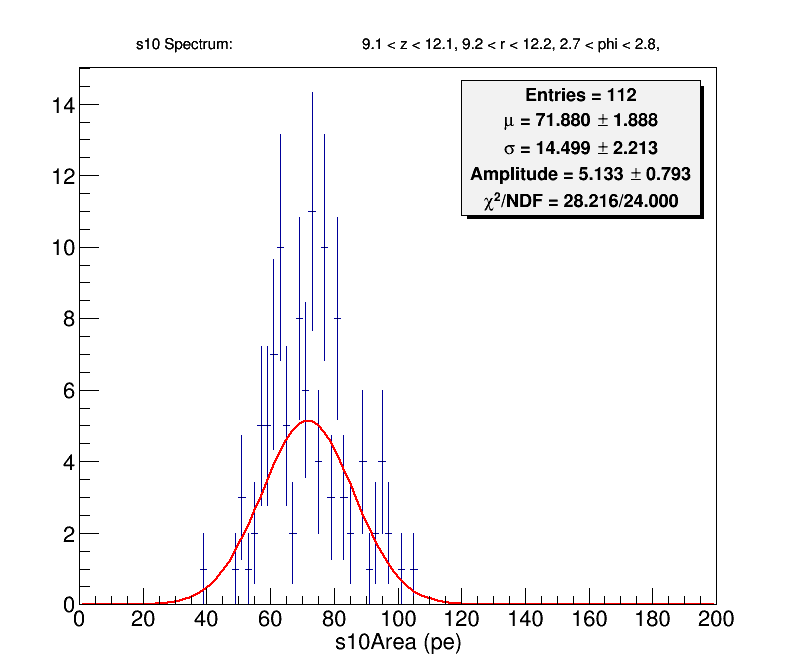 s10 Spectrum: 9.1 < z < 12.1, 9.2 < r < 12.2, 2.7 < phi < 2.8,
Entries = 112
μ = 71.880 ± 1.888
σ = 14.499 ± 2.213
Amplitude = 5.133 ± 0.793
χ²/NDF = 28.216/24.000
14
12
10
8
6
4
2
0
0 20 40 60 80 100 120 140 160 180 200
s10Area (pe)